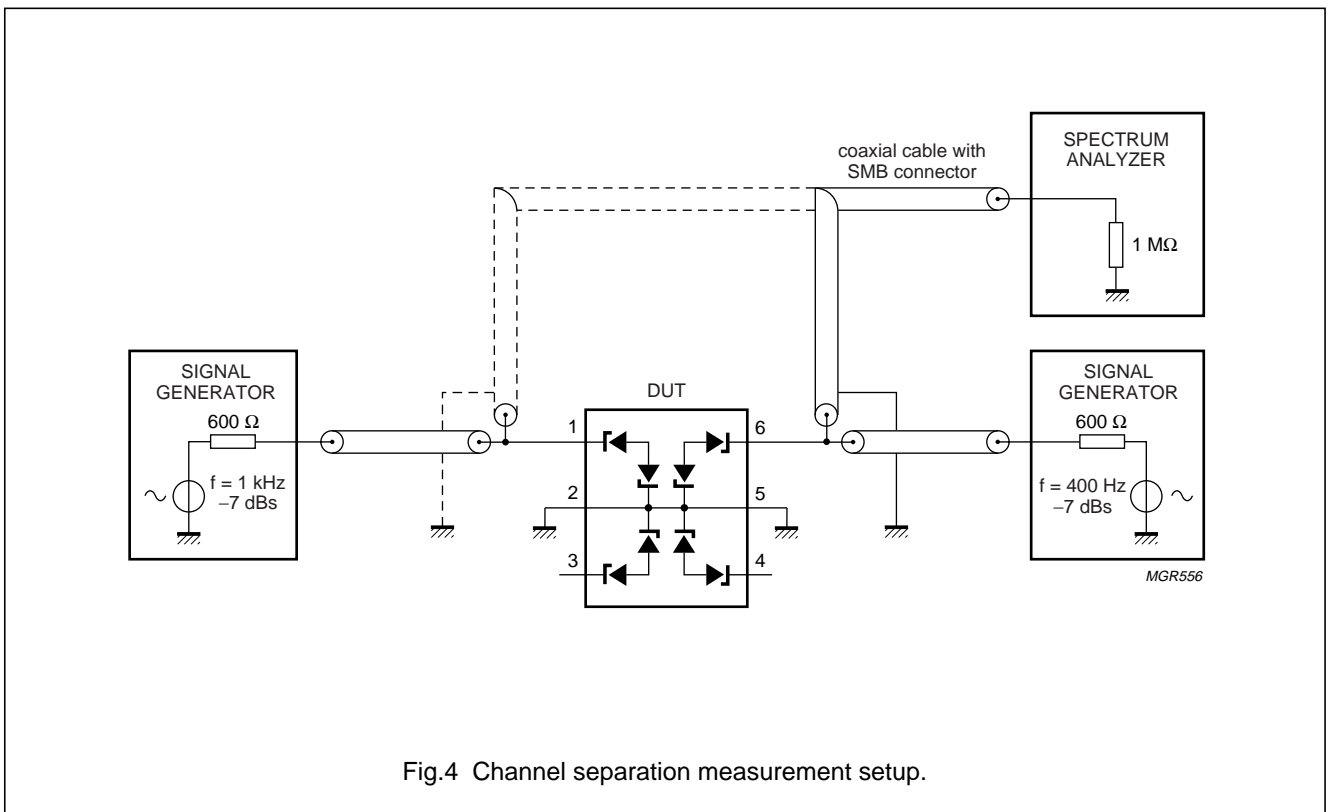 coaxial cable with
SMB connector
SPECTRUM
ANALYZER
1 MΩ
SIGNAL
GENERATOR
600 Ω
f = 1 kHz
−7 dBs
DUT
1
2
3
6
5
4
SIGNAL
GENERATOR
600 Ω
f = 400 Hz
−7 dBs
MGR556
Fig.4 Channel separation measurement setup.